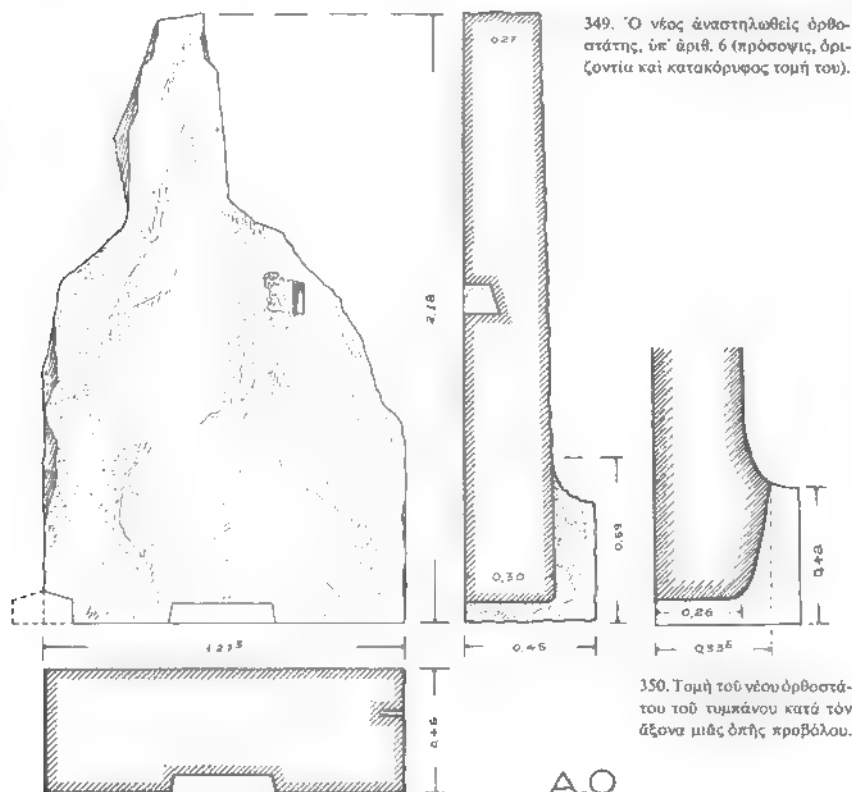 349. Ὁ νέος ἀναστηλωθεὶς ὀρθο-
στάτης, ὑπ' ἀριθ. 6 (πρόσοψις, ὁρι-
ζοντία καὶ κατακόρυφος τομή του).
0.27
2.18
0.59
0.30
0.45
0.48
0.26
0.33⁵
1.27⁵
0.45
350. Τομὴ τοῦ νέου ὀρθοστά-
του τοῦ τυμπάνου κατὰ τὸν
ἄξονα μιᾶς ὀπῆς προβόλου.
A.O